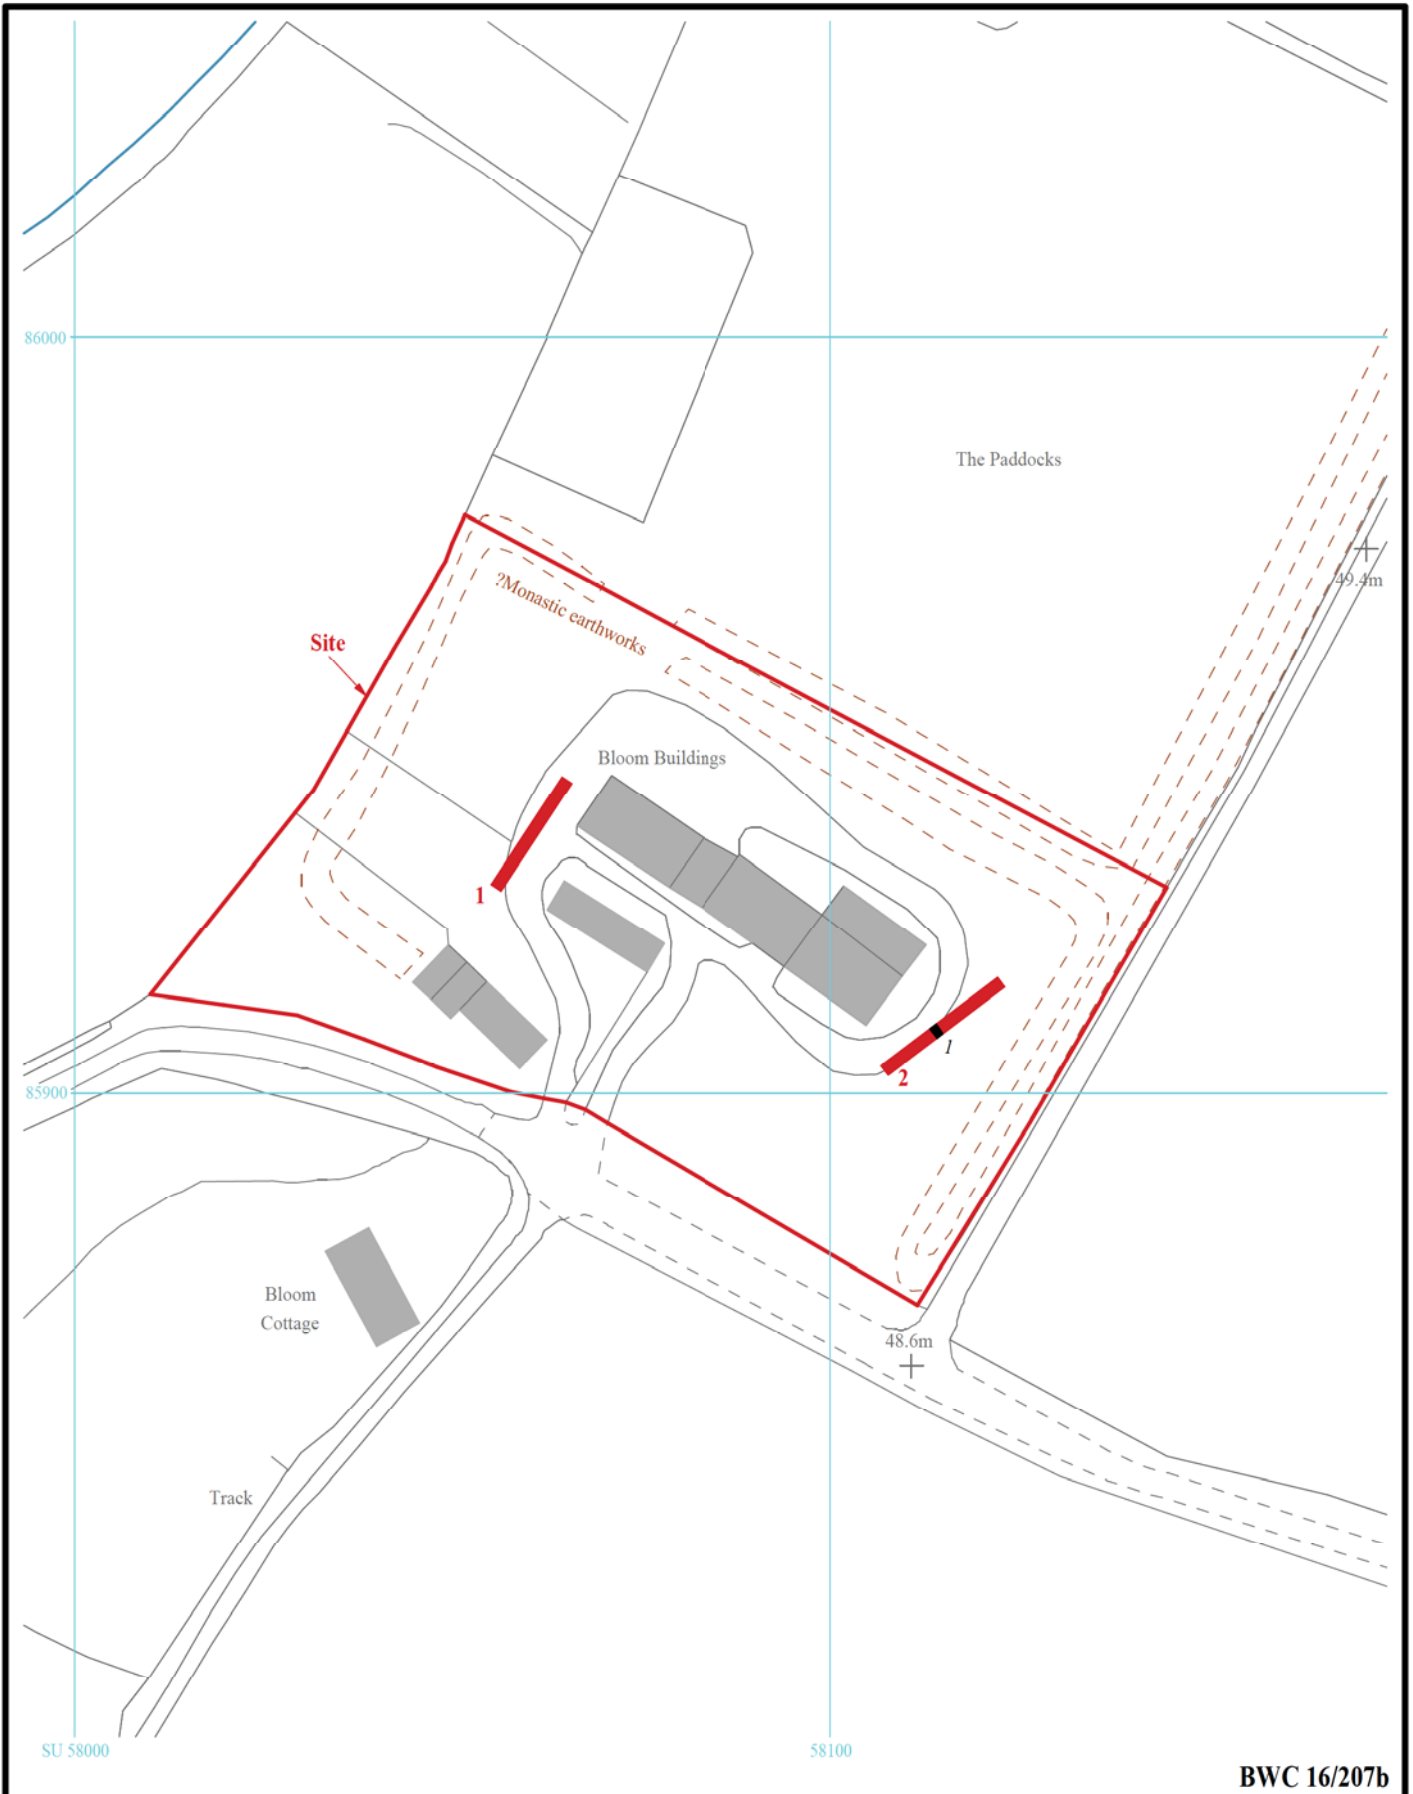 86000
The Paddocks
49.4m
?Monastic earthworks
Site
Bloom Buildings
1
1
2
85900
Bloom
Cottage
48.6m
Track
SU 58000
58100
BWC 16/207b